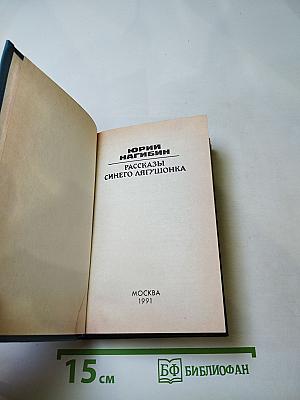 ЮРИЙ
НАГИБИН
РАССКАЗЫ
СИНЕГО ЛЯГУШОНКА
МОСКВА
1991
15 см
БФ БИБЛИОФАН